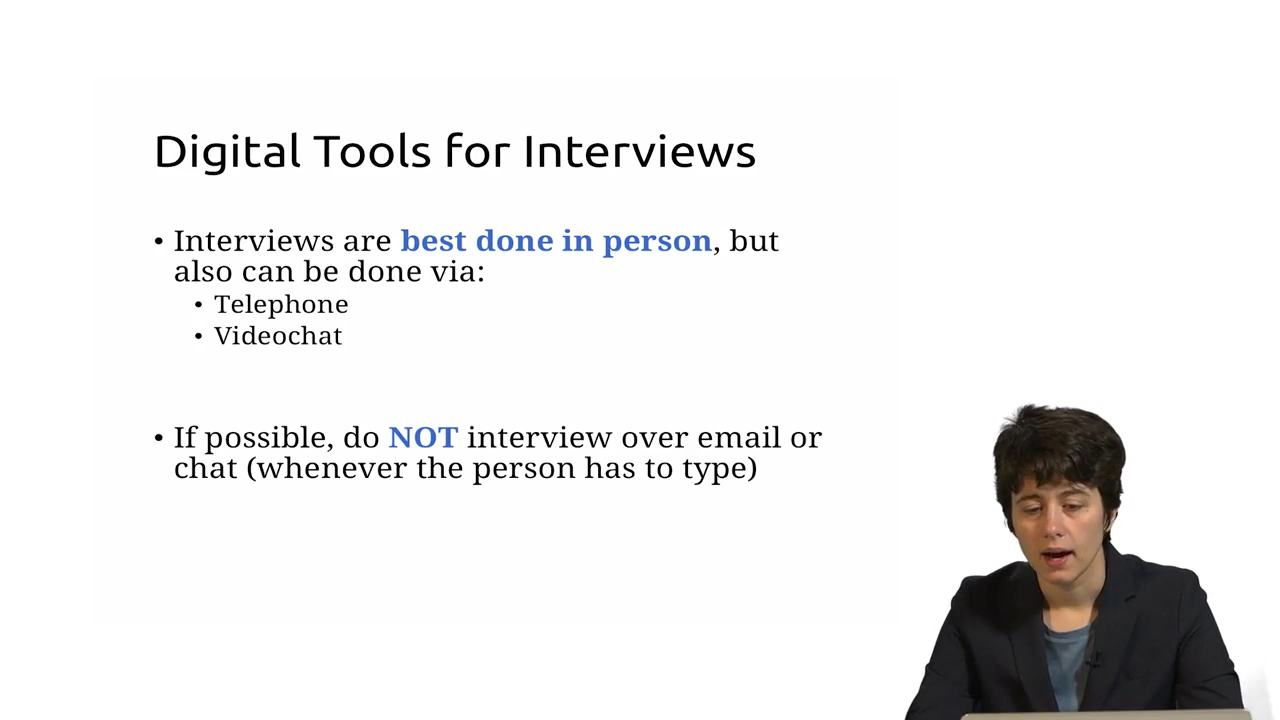 Digital Tools for Interviews
• Interviews are best done in person, but
also can be done via:
• Telephone
• Videochat
• If possible, do NOT interview over email or
chat (whenever the person has to type)